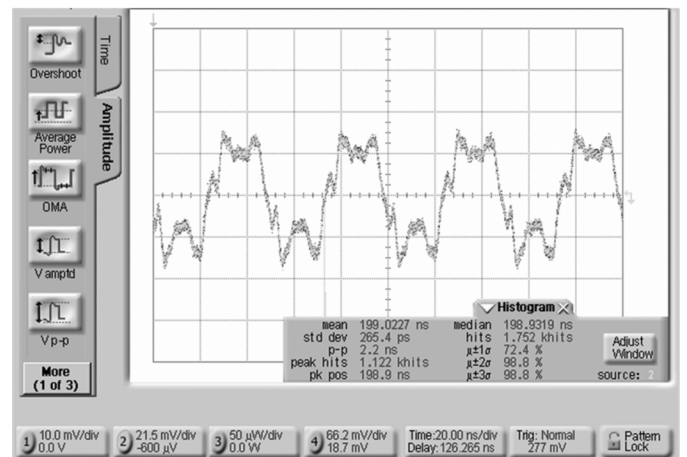 Overshoot
Average
Power
OMA
V amptd
V p-p
More
(1 of 3)
Time
Amplitude
Histogram
mean 199.0227 ns median 198.9319 ns
std dev 265.4 ps hits 1.752 khits
p-p 2.2 ns μ±1σ 72.4 %
peak hits 1.122 khits μ±2σ 98.8 %
pk pos 198.9 ns μ±3σ 98.8 %
Adjust
Window
source: 2
1 10.0 mV/div
0.0 V
2 21.5 mV/div
-600 μV
3 50 μW/div
0.0 W
4 66.2 mV/div
18.7 mV
Time:20.00 ns/div
Delay:126.265 ns
Trig: Normal
277 mV
Pattern
Lock